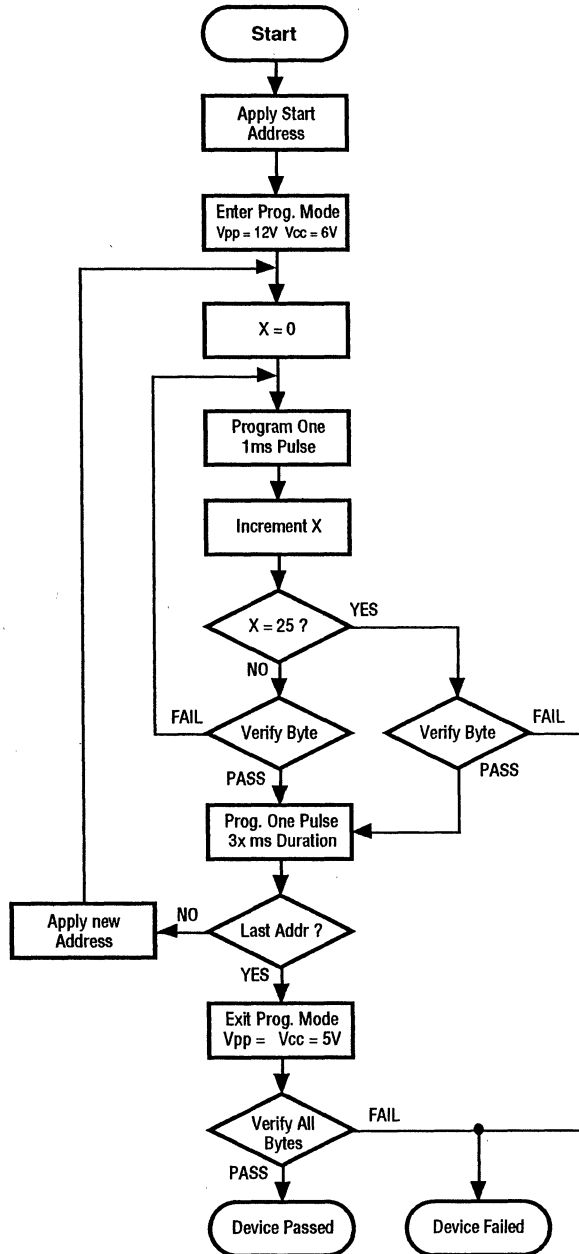 Start
Apply Start
Address
Enter Prog. Mode
Vpp = 12V Vcc = 6V
X = 0
Program One
1ms Pulse
Increment X
X = 25 ?
YES
NO
FAIL
Verify Byte
PASS
Verify Byte
FAIL
PASS
Prog. One Pulse
3x ms Duration
Last Addr ?
NO
Apply new
Address
YES
Exit Prog. Mode
Vpp = Vcc = 5V
Verify All
Bytes
FAIL
PASS
Device Passed
Device Failed